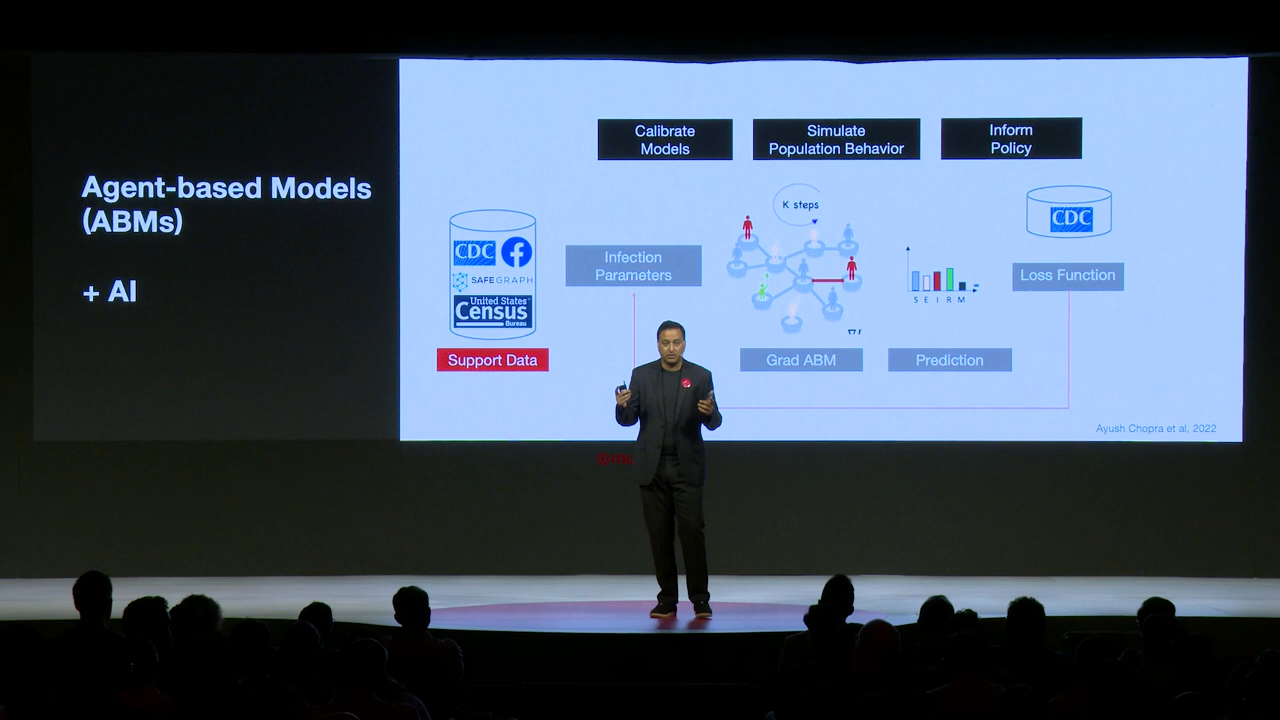 Agent-based Models
(ABMs)
+ AI
Calibrate
Models
Simulate
Population Behavior
Inform
Policy
K steps
CDC
CDC
SAFEGRAPH
United States™
Census
Bureau
Infection
Parameters
Loss Function
S E I R M
Support Data
Grad ABM
Prediction
Ayush Chopra et al, 2022